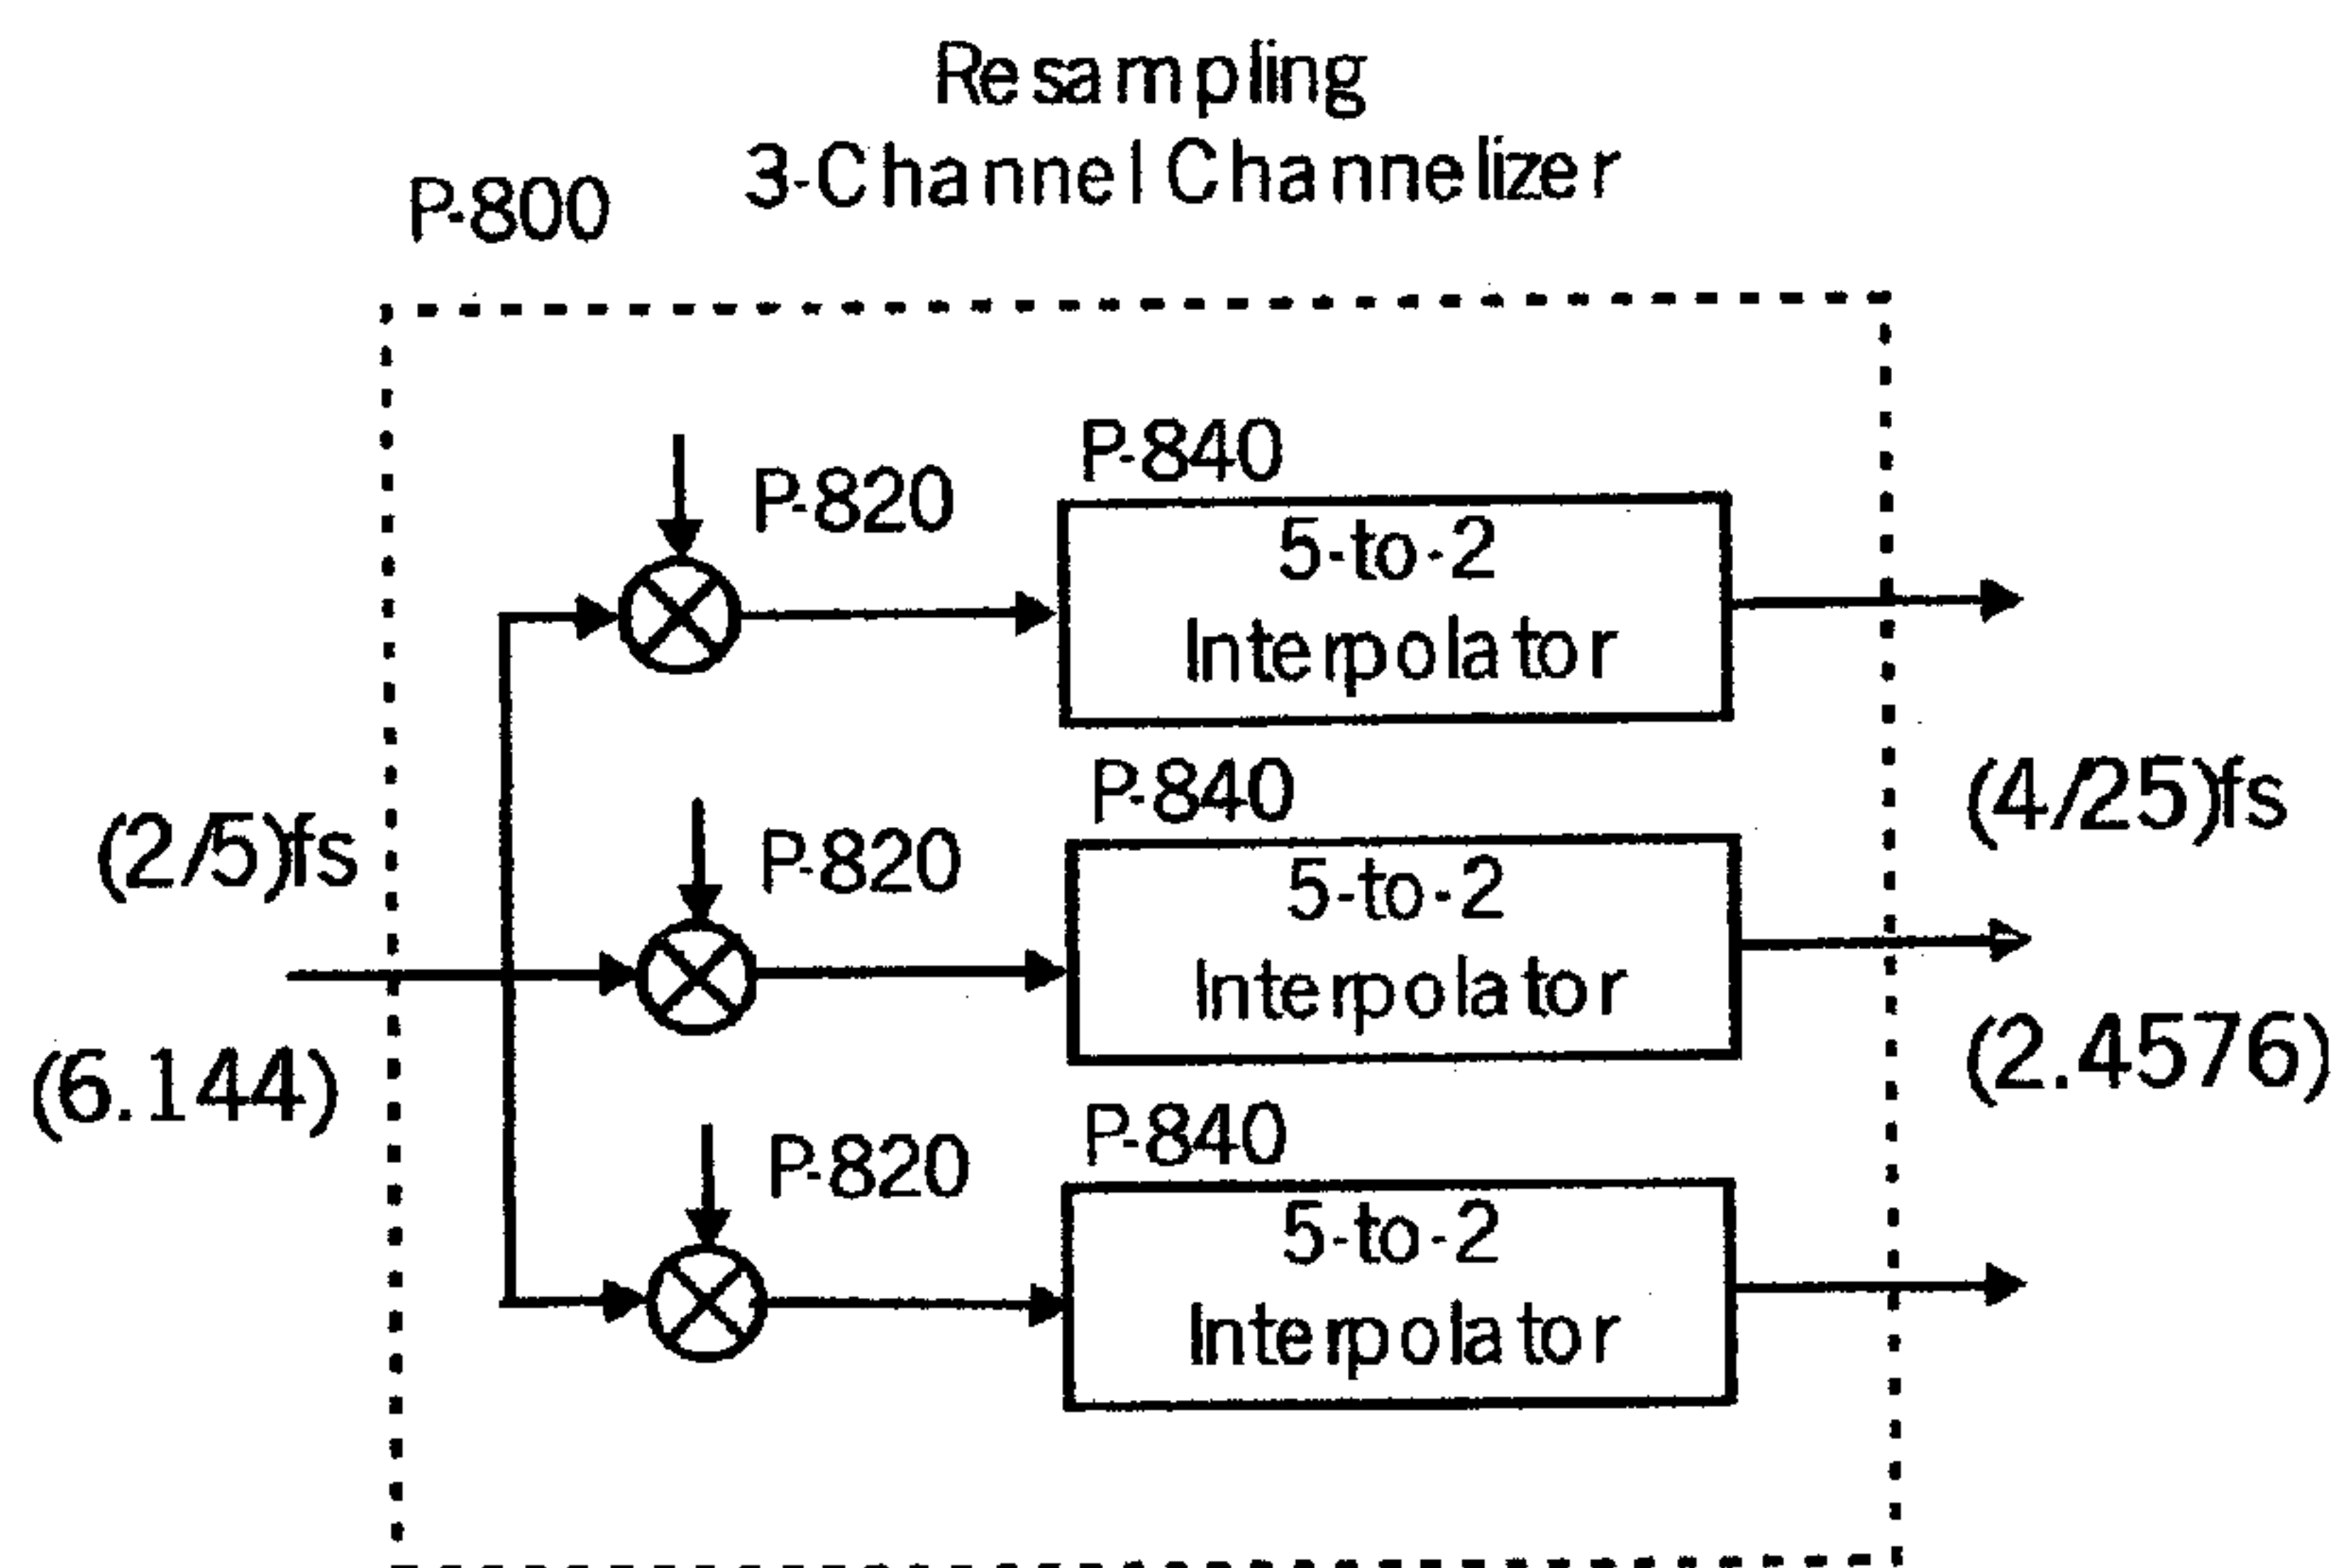 Resampling
3-Channel Channelizer
P-800
P-840
P-820
5-to-2
Interpolator
P-840
(4/25)fs
(2/5)fs
P-820
5-to-2
Interpolator
(6.144)
(2.4576)
P-840
P-820
5-to-2
Interpolator